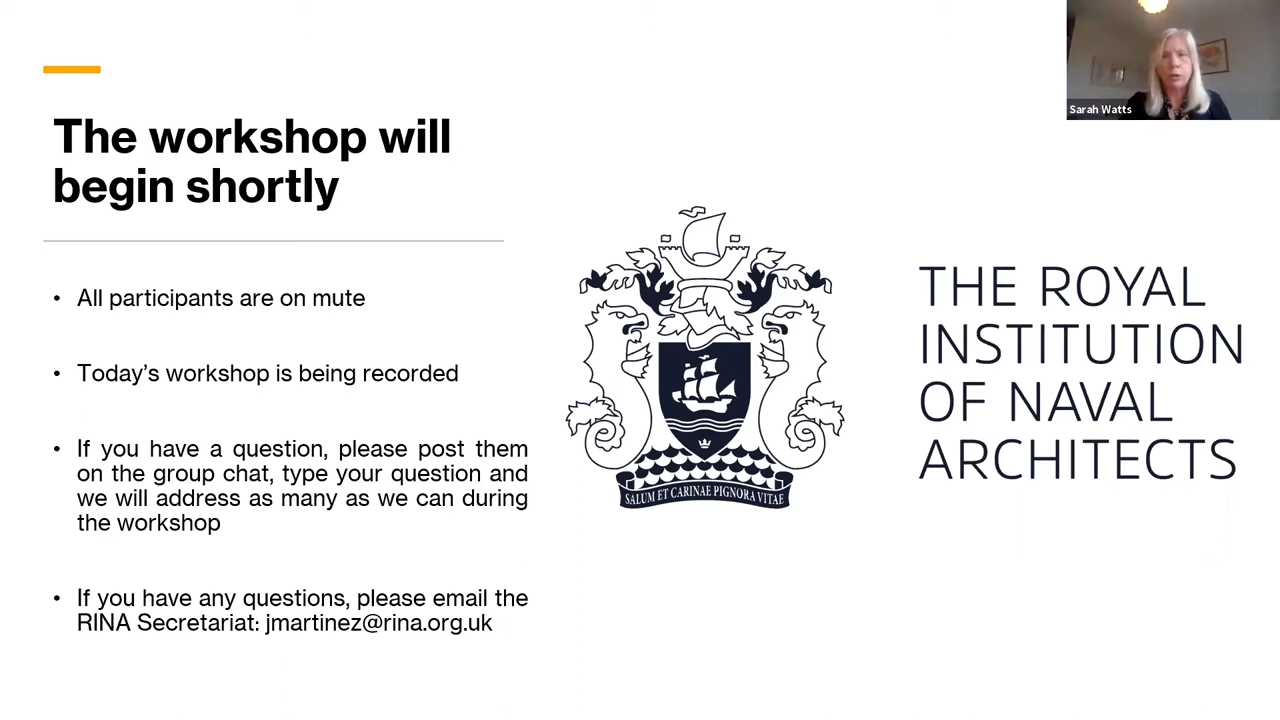 The workshop will
begin shortly
• All participants are on mute
• Today’s workshop is being recorded
• If you have a question, please post them
on the group chat, type your question and
we will address as many as we can during
the workshop
• If you have any questions, please email the
RINA Secretariat: jmartinez@rina.org.uk
SALUM ET CARINAE PIGNORA VITAE
THE ROYAL
INSTITUTION
OF NAVAL
ARCHITECTS
Sarah Watts